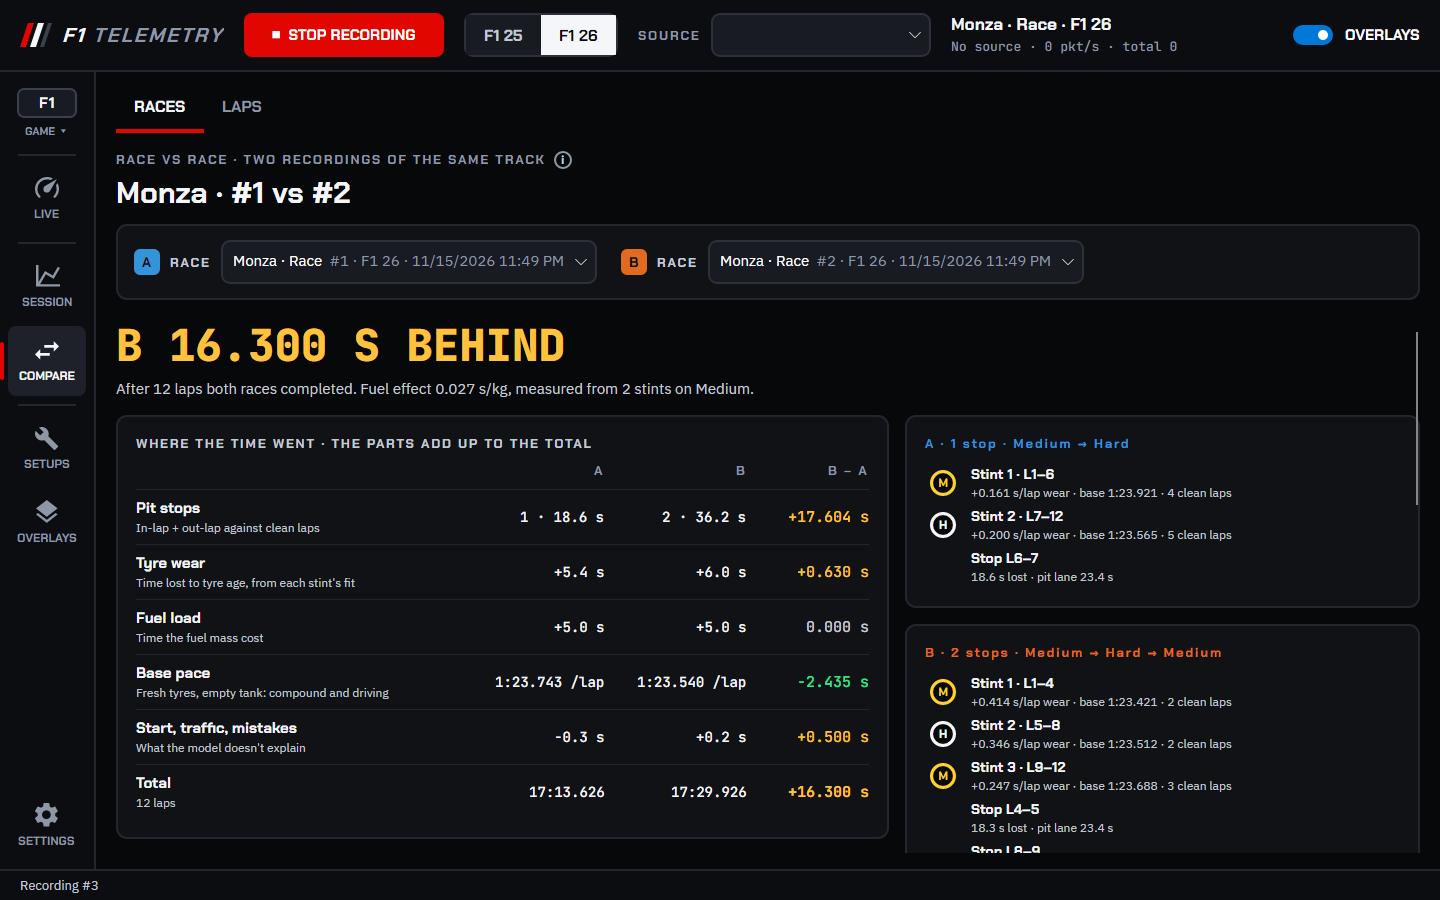 F1 TELEMETRY
STOP RECORDING
F1 25
F1 26
SOURCE
Monza · Race · F1 26
No source · 0 pkt/s · total 0
OVERLAYS
F1
GAME
LIVE
SESSION
COMPARE
SETUPS
OVERLAYS
SETTINGS
RACES
LAPS
RACE VS RACE · TWO RECORDINGS OF THE SAME TRACK
Monza · #1 vs #2
A RACE Monza · Race #1 · F1 26 · 11/15/2026 11:49 PM
B RACE Monza · Race #2 · F1 26 · 11/15/2026 11:49 PM
B 16.300 S BEHIND
After 12 laps both races completed. Fuel effect 0.027 s/kg, measured from 2 stints on Medium.
WHERE THE TIME WENT · THE PARTS ADD UP TO THE TOTAL
A B B – A
Pit stops 1 · 18.6 s 2 · 36.2 s +17.604 s
In-lap + out-lap against clean laps
Tyre wear +5.4 s +6.0 s +0.630 s
Time lost to tyre age, from each stint's fit
Fuel load +5.0 s +5.0 s 0.000 s
Time the fuel mass cost
Base pace 1:23.743 /lap 1:23.540 /lap -2.435 s
Fresh tyres, empty tank: compound and driving
Start, traffic, mistakes -0.3 s +0.2 s +0.500 s
What the model doesn't explain
Total 17:13.626 17:29.926 +16.300 s
12 laps
A · 1 stop · Medium → Hard
M Stint 1 · L1–6
+0.161 s/lap wear · base 1:23.921 · 4 clean laps
H Stint 2 · L7–12
+0.200 s/lap wear · base 1:23.565 · 5 clean laps
Stop L6–7
18.6 s lost · pit lane 23.4 s
B · 2 stops · Medium → Hard → Medium
M Stint 1 · L1–4
+0.414 s/lap wear · base 1:23.421 · 2 clean laps
H Stint 2 · L5–8
+0.346 s/lap wear · base 1:23.512 · 2 clean laps
M Stint 3 · L9–12
+0.247 s/lap wear · base 1:23.688 · 3 clean laps
Stop L4–5
18.3 s lost · pit lane 23.4 s
Stop L8–9
Recording #3